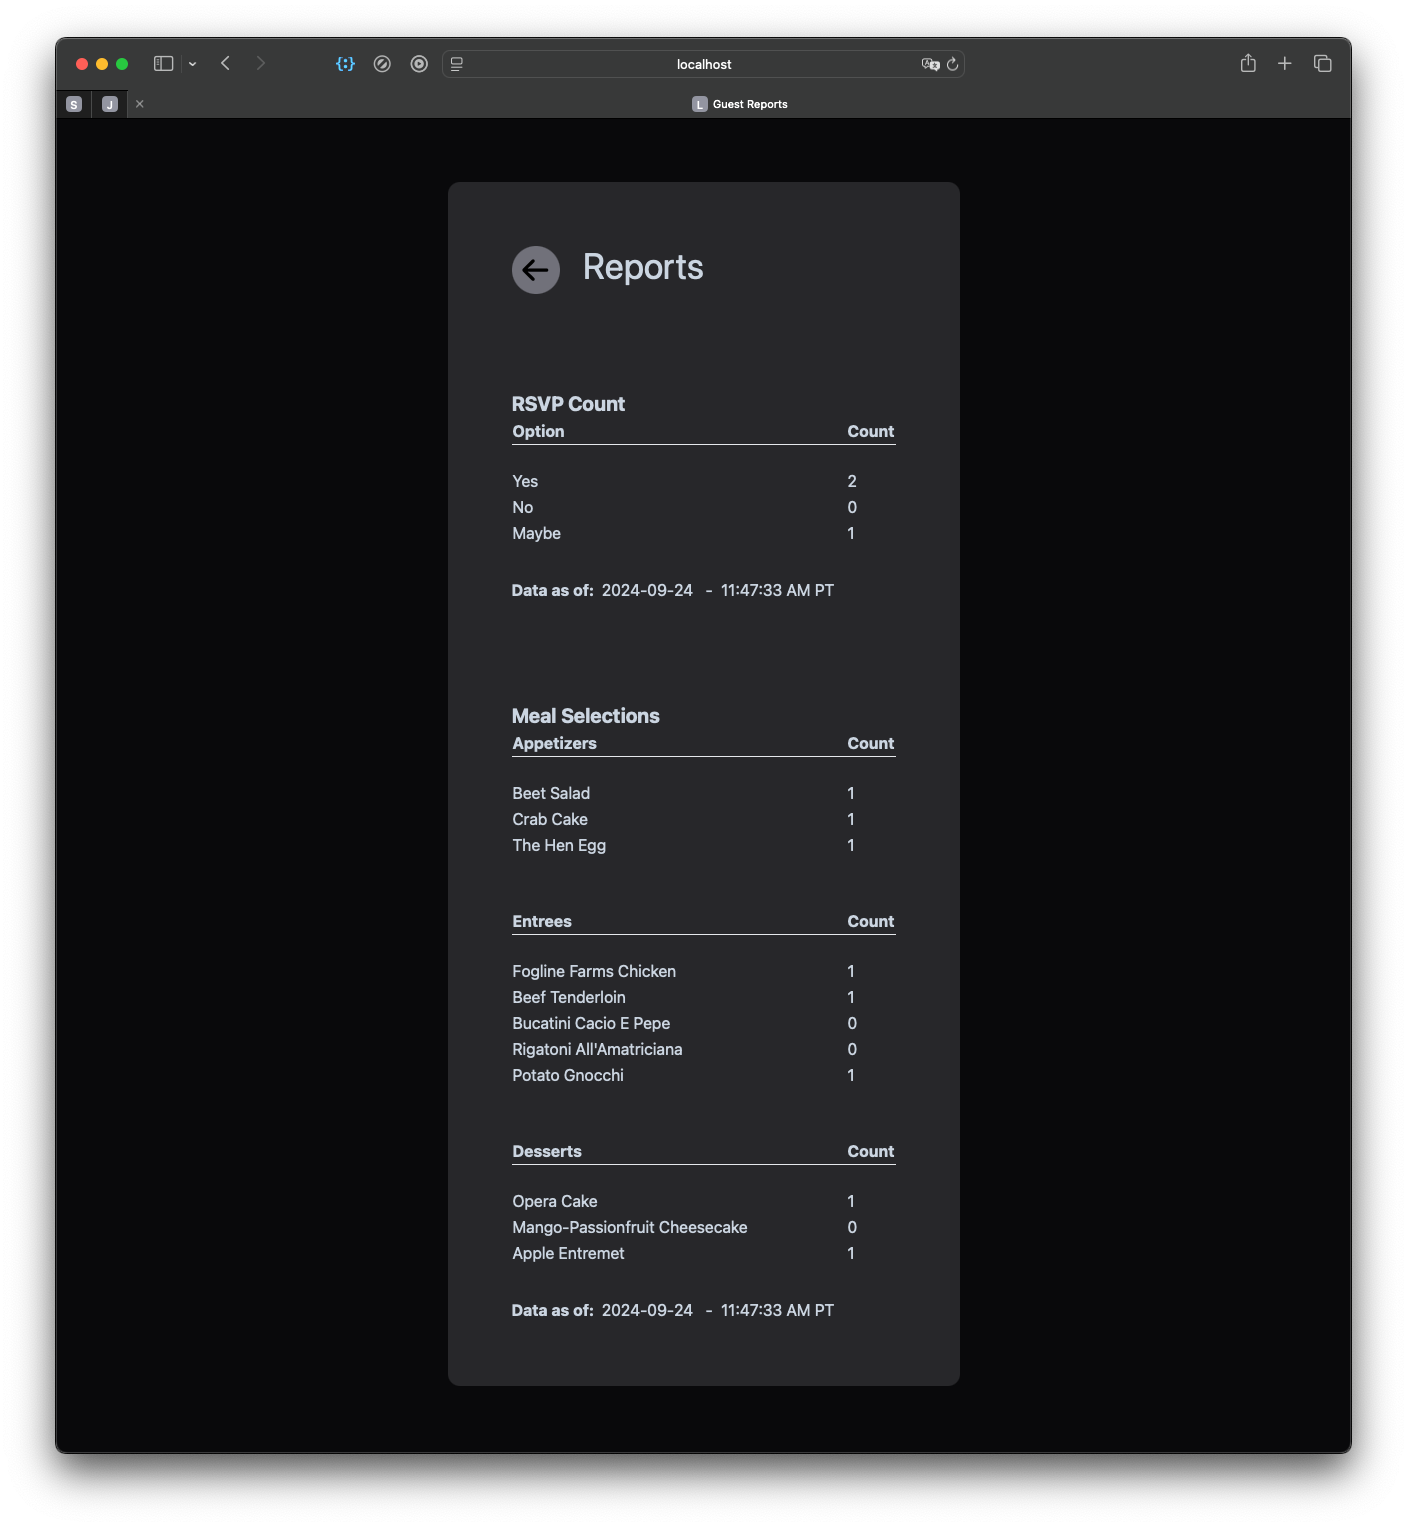 localhost
S J L Guest Reports
Reports
RSVP Count
Option Count
Yes 2
No 0
Maybe 1
Data as of: 2024-09-24 - 11:47:33 AM PT
Meal Selections
Appetizers Count
Beet Salad 1
Crab Cake 1
The Hen Egg 1
Entrees Count
Fogline Farms Chicken 1
Beef Tenderloin 1
Bucatini Cacio E Pepe 0
Rigatoni All'Amatriciana 0
Potato Gnocchi 1
Desserts Count
Opera Cake 1
Mango-Passionfruit Cheesecake 0
Apple Entremet 1
Data as of: 2024-09-24 - 11:47:33 AM PT